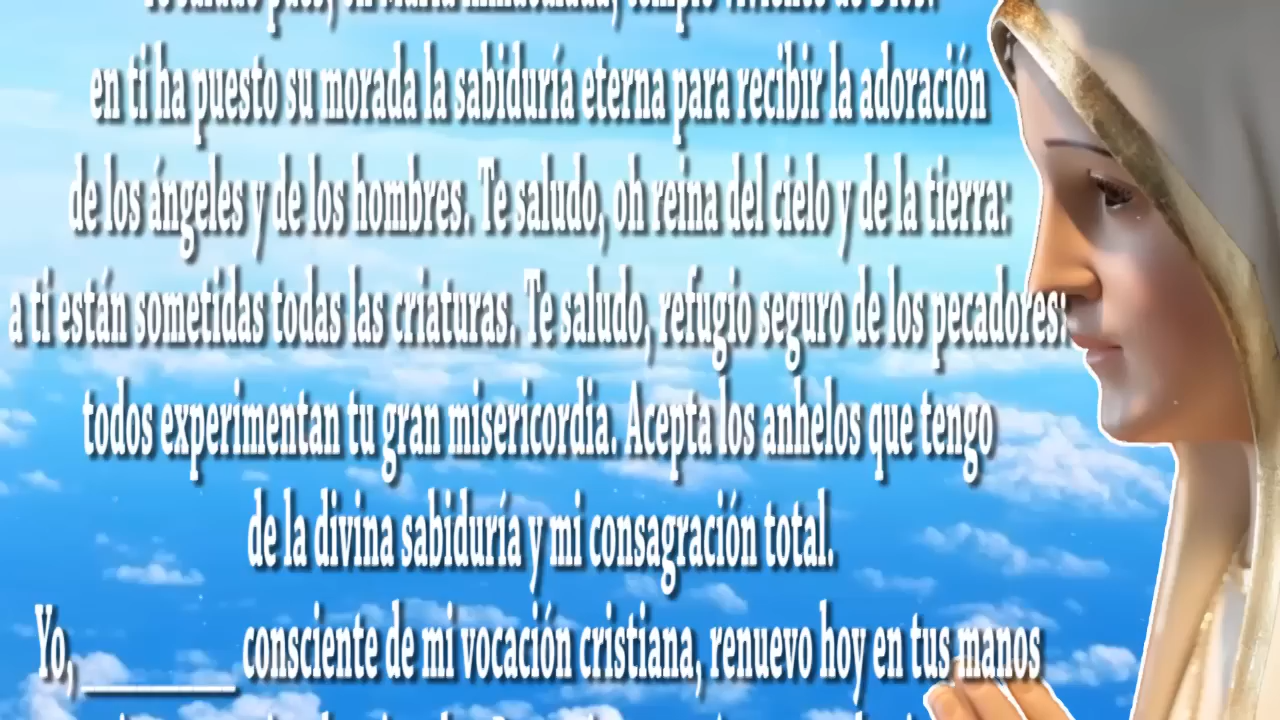 en ti ha puesto su morada la sabiduría eterna para recibir la adoración
de los ángeles y de los hombres. Te saludo, oh reina del cielo y de la tierra:
a ti están sometidas todas las criaturas. Te saludo, refugio seguro de los pecadores:
todos experimentan tu gran misericordia. Acepta los anhelos que tengo
de la divina sabiduría y mi consagración total.
Yo, ________ consciente de mi vocación cristiana, renuevo hoy en tus manos